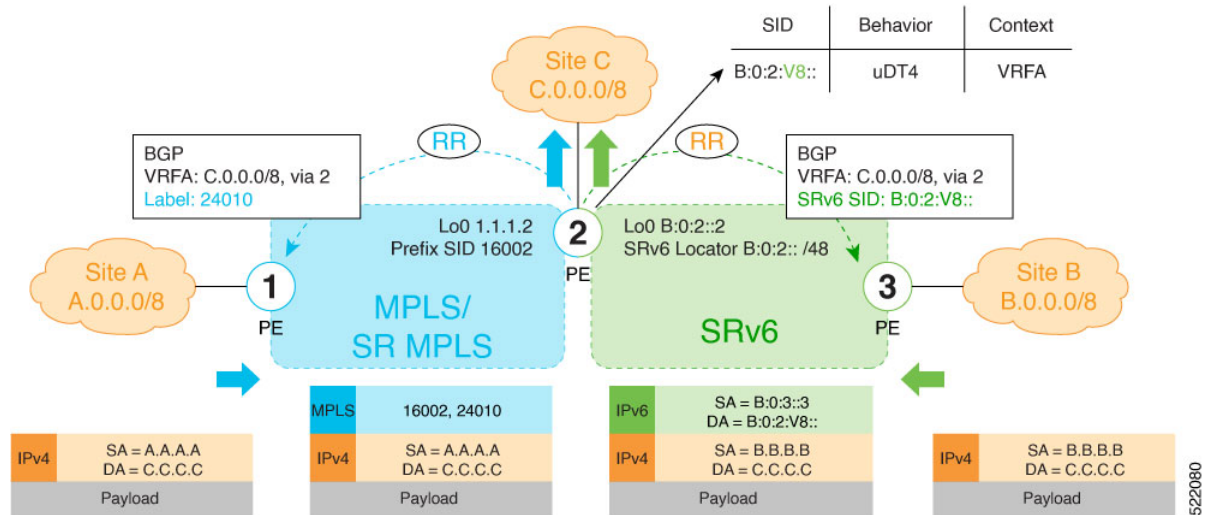 SID Behavior Context
B:0:2:V8:: uDT4 VRFA
Site C
C.0.0.0/8
RR
RR
BGP
VRFA: C.0.0.0/8, via 2
Label: 24010
BGP
VRFA: C.0.0.0/8, via 2
SRv6 SID: B:0:2:V8::
Lo0 1.1.1.2
Prefix SID 16002
2
PE
Lo0 B:0:2::2
SRv6 Locator B:0:2:: /48
Site A
A.0.0.0/8
1
PE
MPLS/
SR MPLS
SRv6
3
PE
Site B
B.0.0.0/8
MPLS 16002, 24010
IPv6
SA = B:0:3::3
DA = B:0:2:V8::
IPv4
SA = A.A.A.A
DA = C.C.C.C
Payload
IPv4
SA = A.A.A.A
DA = C.C.C.C
Payload
IPv4
SA = B.B.B.B
DA = C.C.C.C
Payload
IPv4
SA = B.B.B.B
DA = C.C.C.C
Payload
522080